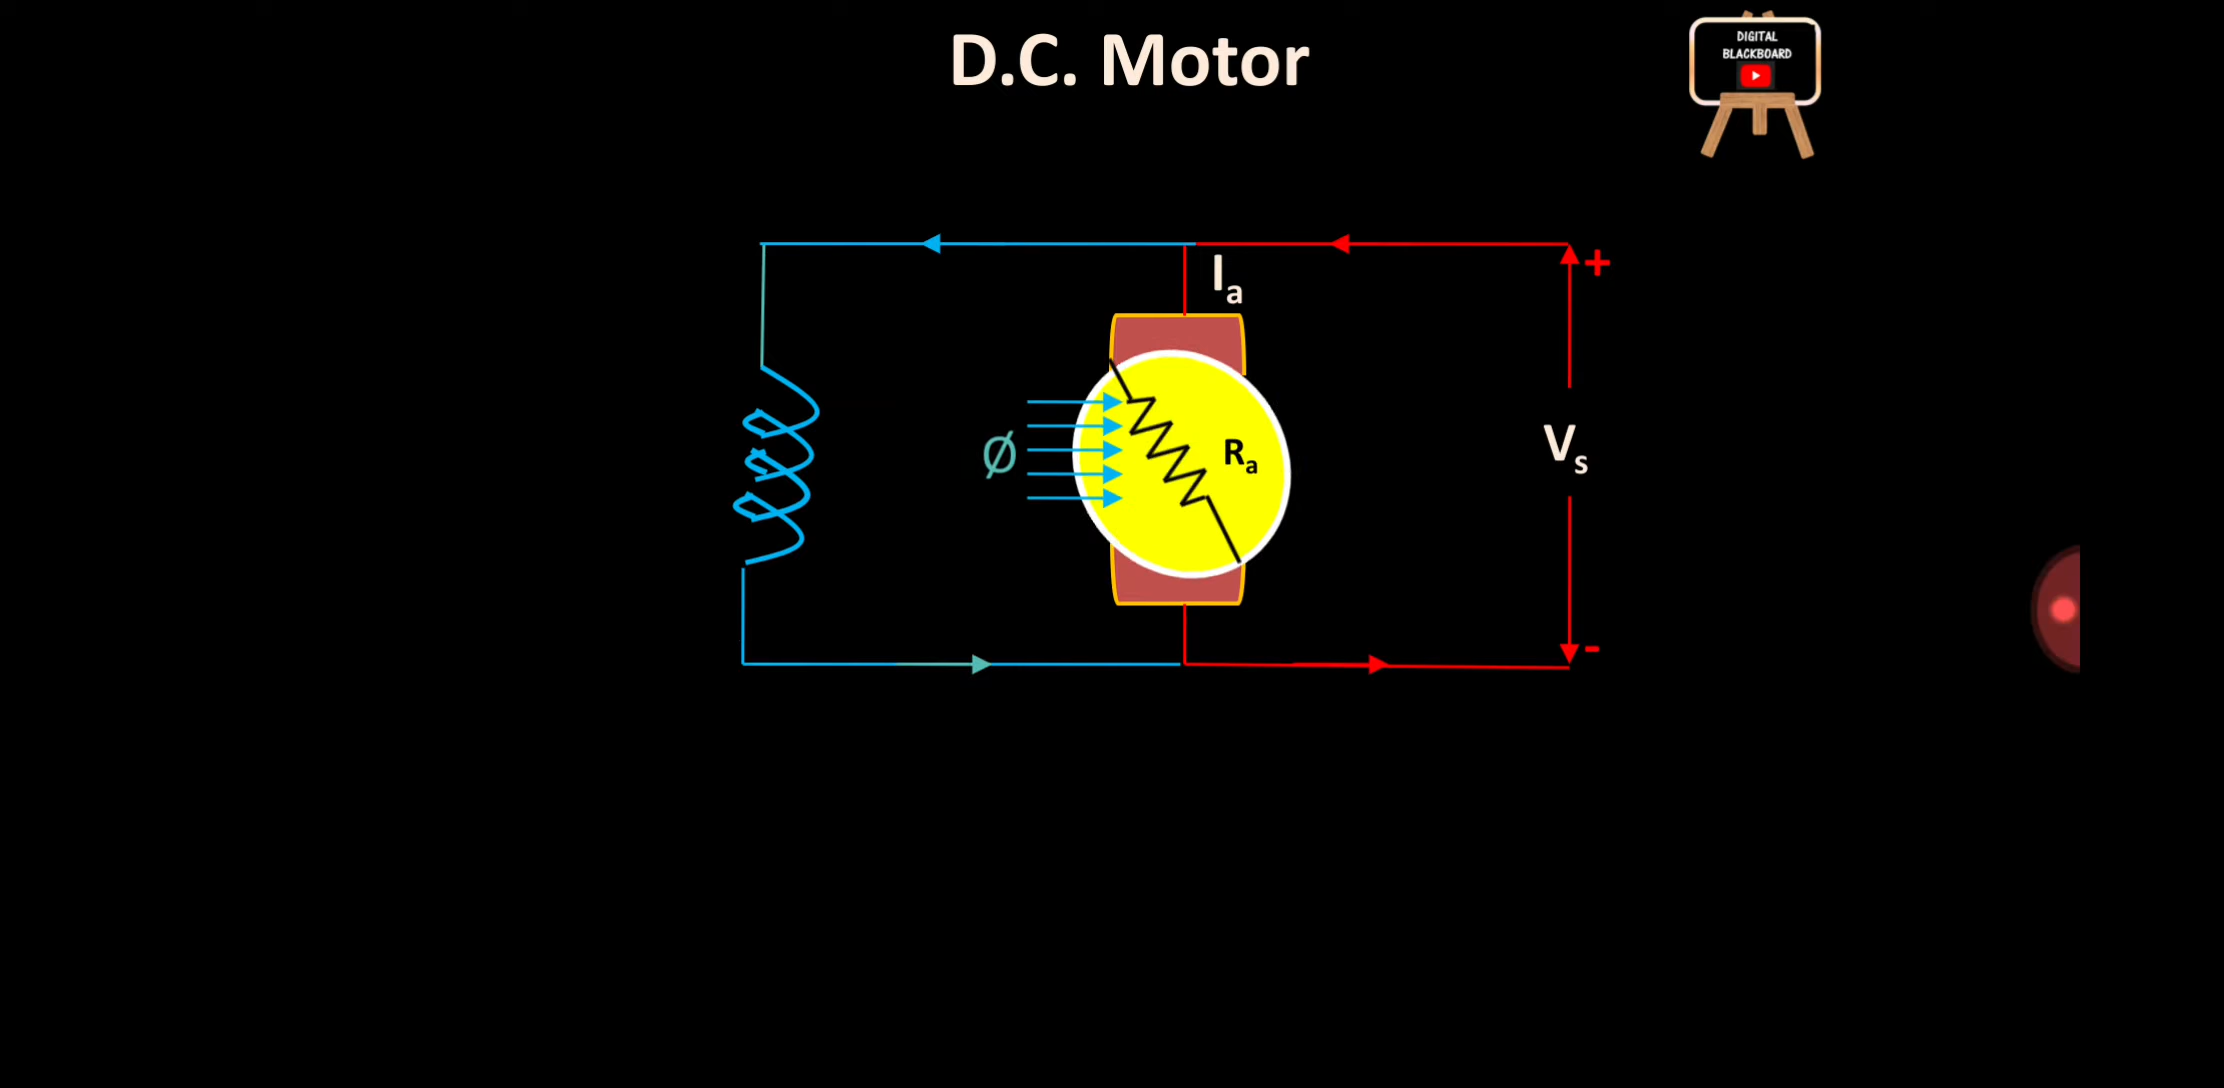 D.C. Motor
DIGITAL
BLACKBOARD
+
Iₐ
Ø
Rₐ
Vₛ
-